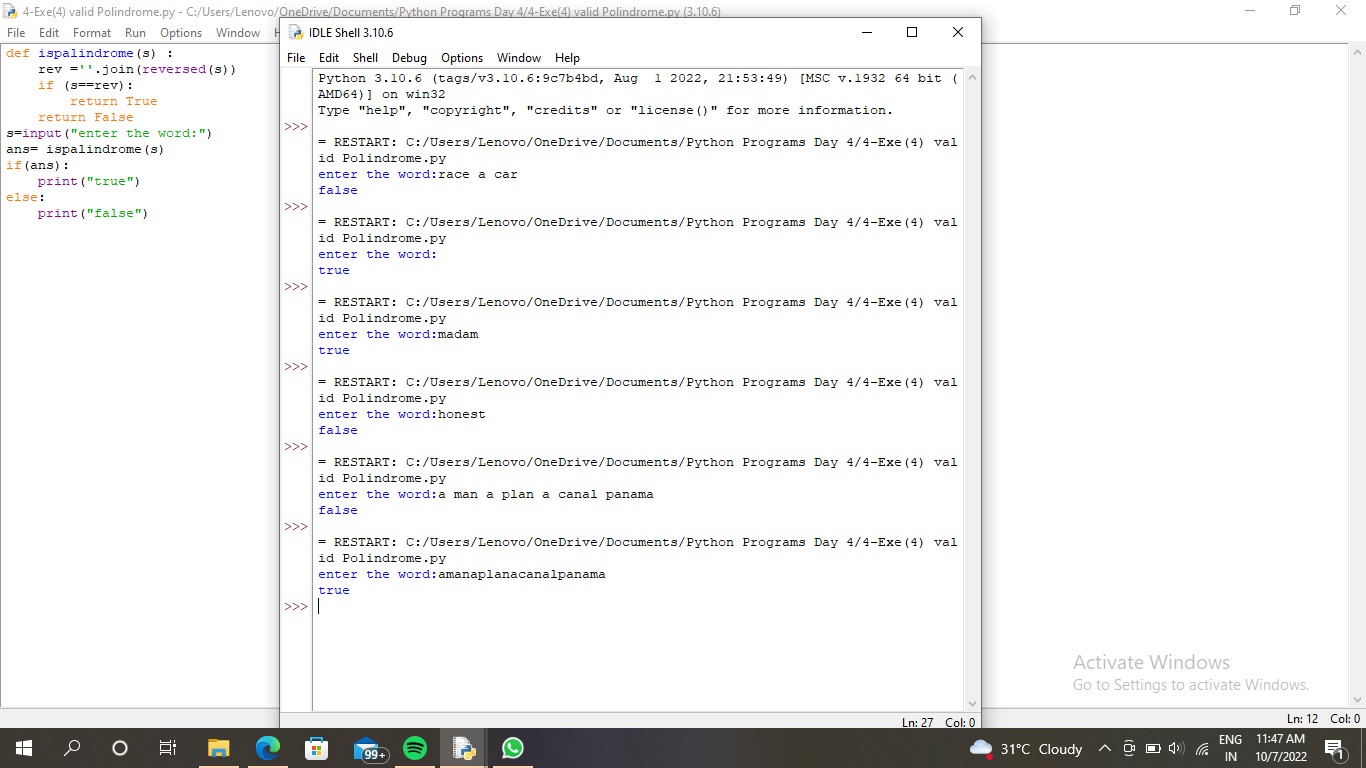 4-Exe(4) valid Polindrome.py - C:/Users/Lenovo/OneDrive/Documents/Python Programs Day 4/4-Exe(4) valid Polindrome.py (3.10.6)
File Edit Format Run Options Window H
def ispalindrome(s) :
    rev =''.join(reversed(s))
    if (s==rev):
        return True
    return False
s=input("enter the word:")
ans= ispalindrome(s)
if(ans):
    print("true")
else:
    print("false")
IDLE Shell 3.10.6
File Edit Shell Debug Options Window Help
Python 3.10.6 (tags/v3.10.6:9c7b4bd, Aug  1 2022, 21:53:49) [MSC v.1932 64 bit (
AMD64)] on win32
Type "help", "copyright", "credits" or "license()" for more information.
>>>
= RESTART: C:/Users/Lenovo/OneDrive/Documents/Python Programs Day 4/4-Exe(4) val
id Polindrome.py
enter the word:race a car
false
>>>
= RESTART: C:/Users/Lenovo/OneDrive/Documents/Python Programs Day 4/4-Exe(4) val
id Polindrome.py
enter the word:
true
>>>
= RESTART: C:/Users/Lenovo/OneDrive/Documents/Python Programs Day 4/4-Exe(4) val
id Polindrome.py
enter the word:madam
true
>>>
= RESTART: C:/Users/Lenovo/OneDrive/Documents/Python Programs Day 4/4-Exe(4) val
id Polindrome.py
enter the word:honest
false
>>>
= RESTART: C:/Users/Lenovo/OneDrive/Documents/Python Programs Day 4/4-Exe(4) val
id Polindrome.py
enter the word:a man a plan a canal panama
false
>>>
= RESTART: C:/Users/Lenovo/OneDrive/Documents/Python Programs Day 4/4-Exe(4) val
id Polindrome.py
enter the word:amanaplanacanalpanama
true
>>>
Ln: 27 Col: 0
Activate Windows
Go to Settings to activate Windows.
Ln: 12 Col: 0
99+
31°C Cloudy
ENG
IN
11:47 AM
10/7/2022
1